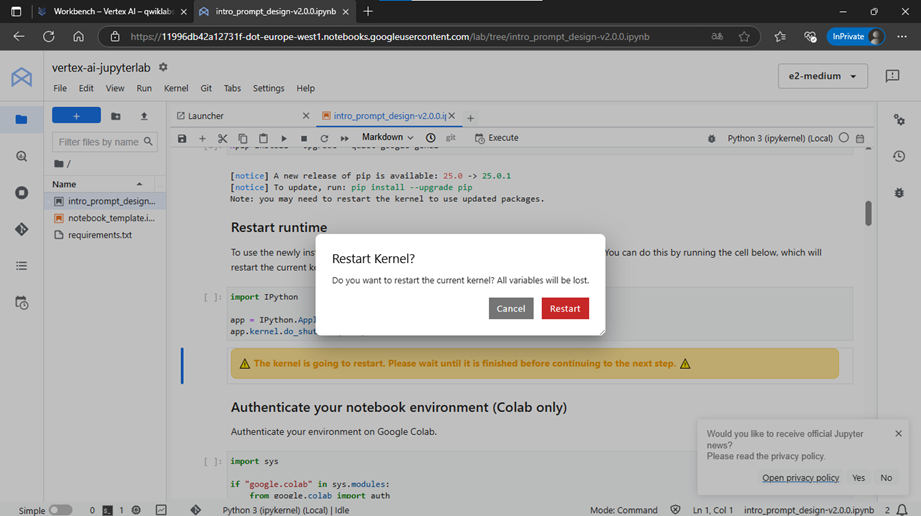 Workbench – Vertex AI – qwiklab
intro_prompt_design-v2.0.0.ipynb
https://11996db42a12731f-dot-europe-west1.notebooks.googleusercontent.com/lab/tree/intro_prompt_design-v2.0.0.ipynb
InPrivate
vertex-ai-jupyterlab
File Edit View Run Kernel Git Tabs Settings Help
e2-medium
Filter files by name
/
Name
intro_prompt_design...
notebook_template.i...
requirements.txt
Launcher
intro_prompt_design-v2.0.0.i
Markdown
git
Execute
Python 3 (ipykernel) (Local)
[notice] A new release of pip is available: 25.0 -> 25.0.1
[notice] To update, run: pip install --upgrade pip
Note: you may need to restart the kernel to use updated packages.
Restart runtime
To use the newly inst
You can do this by running the cell below, which will
restart the current ke
Restart Kernel?
Do you want to restart the current kernel? All variables will be lost.
Cancel
Restart
[ ]: import IPython
app = IPython.Appl
app.kernel.do_shut
⚠ The kernel is going to restart. Please wait until it is finished before continuing to the next step. ⚠
Authenticate your notebook environment (Colab only)
Authenticate your environment on Google Colab.
[ ]: import sys
if "google.colab" in sys.modules:
from google.colab import auth
Would you like to receive official Jupyter
news?
Please read the privacy policy.
Open privacy policy
Yes
No
Simple
0
1
Python 3 (ipykernel) (Local) | Idle
Mode: Command
Ln 1, Col 1
intro_prompt_design-v2.0.0.ipynb
2